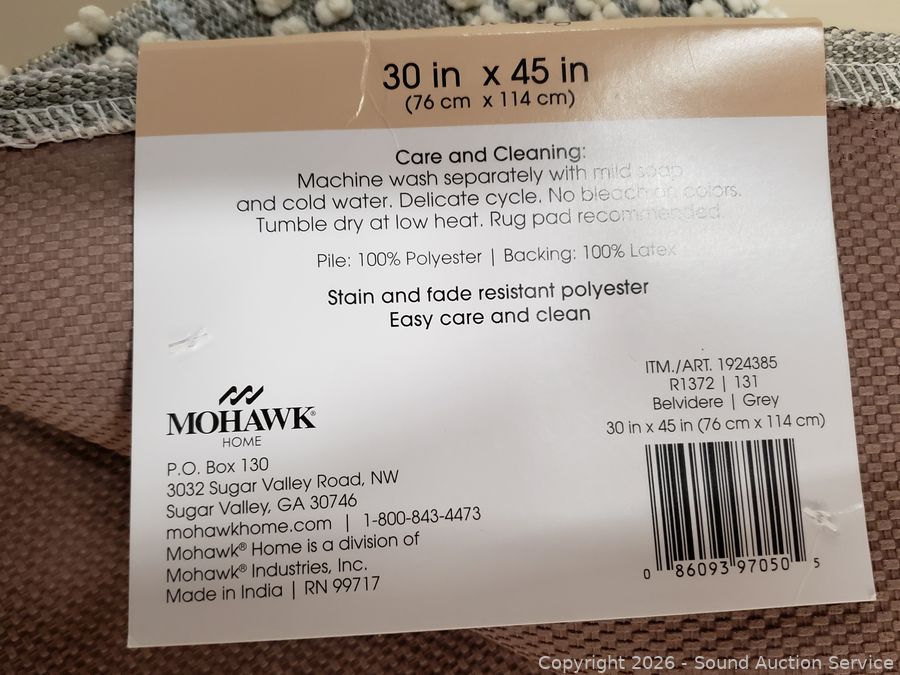 30 in x 45 in
(76 cm x 114 cm)
Care and Cleaning:
Machine wash separately with mild soap
and cold water. Delicate cycle. No bleach on colors.
Tumble dry at low heat. Rug pad recommended.
Pile: 100% Polyester | Backing: 100% Latex
Stain and fade resistant polyester
Easy care and clean
ITM./ART. 1924385
R1372 | 131
Belvidere | Grey
30 in x 45 in (76 cm x 114 cm)
MOHAWK®
HOME
P.O. Box 130
3032 Sugar Valley Road, NW
Sugar Valley, GA 30746
mohawkhome.com | 1-800-843-4473
Mohawk® Home is a division of
Mohawk® Industries, Inc.
Made in India | RN 99717
0 86093 97050 5
Copyright 2026 - Sound Auction Service